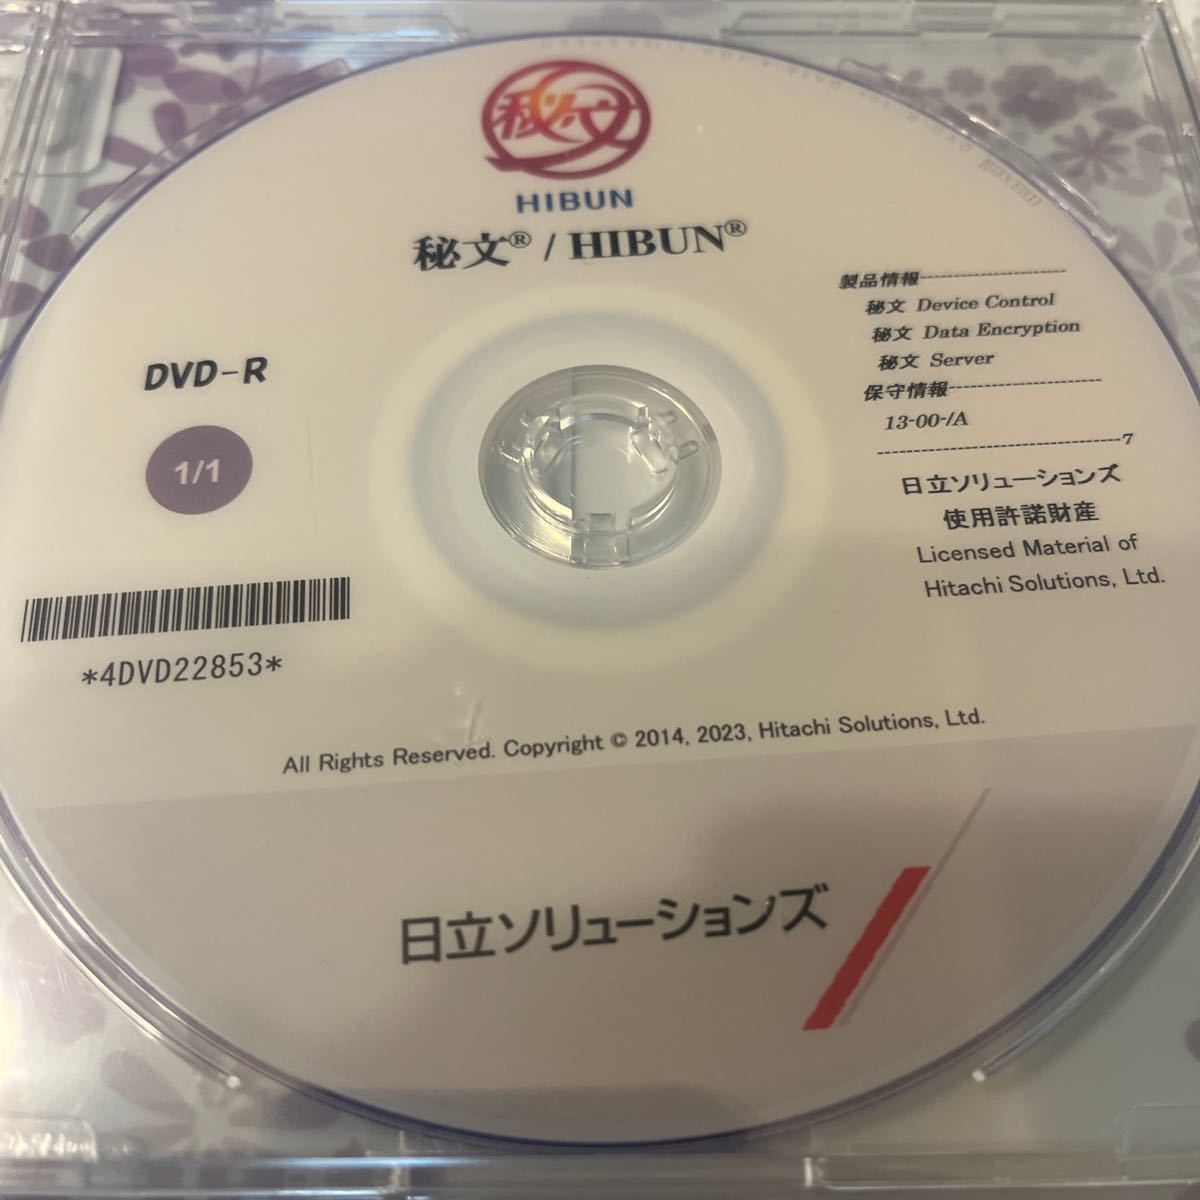 秘文
HIBUN
秘文® / HIBUN®
DVD-R
1/1
*4DVD22853*
製品情報
秘文 Device Control
秘文 Data Encryption
秘文 Server
保守情報
13-00-/A
7
日立ソリューションズ
使用許諾財産
Licensed Material of
Hitachi Solutions, Ltd.
All Rights Reserved. Copyright © 2014, 2023, Hitachi Solutions, Ltd.
日立ソリューションズ